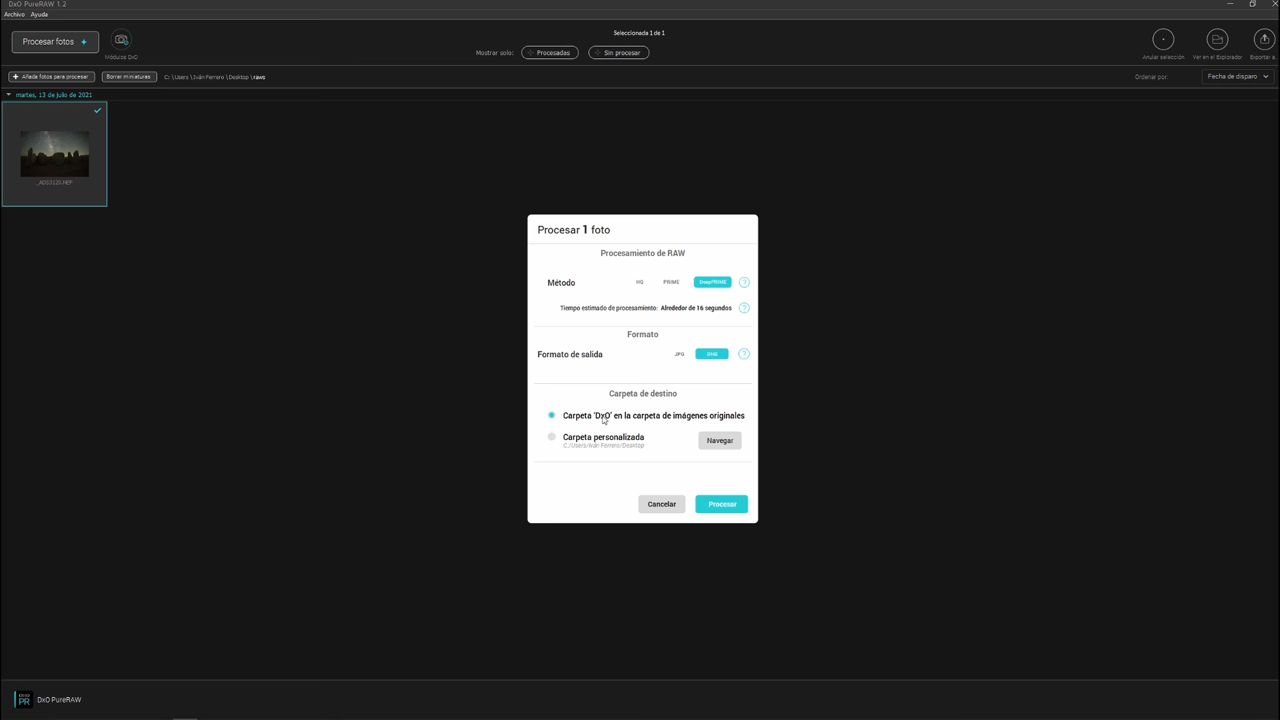 DxO PureRAW 1.2
Archivo Ayuda
Procesar fotos
Módulos DxO
Seleccionada 1 de 1
Mostrar solo: Procesadas Sin procesar
Anular selección Ver en el Explorador Exportar a
Añada fotos para procesar Borrar miniaturas C: \ Users \ Iván Ferrero \ Desktop \ raws
Ordenar por: Fecha de disparo
martes, 13 de julio de 2021
_ADS3120.NEF
Procesar 1 foto
Procesamiento de RAW
Método HQ PRIME DeepPRIME ?
Tiempo estimado de procesamiento: Alrededor de 16 segundos ?
Formato
Formato de salida JPG DNG ?
Carpeta de destino
Carpeta 'DxO' en la carpeta de imágenes originales
Carpeta personalizada
C:/Users/Iván Ferrero/Desktop
Navegar
Cancelar Procesar
PR DxO PureRAW